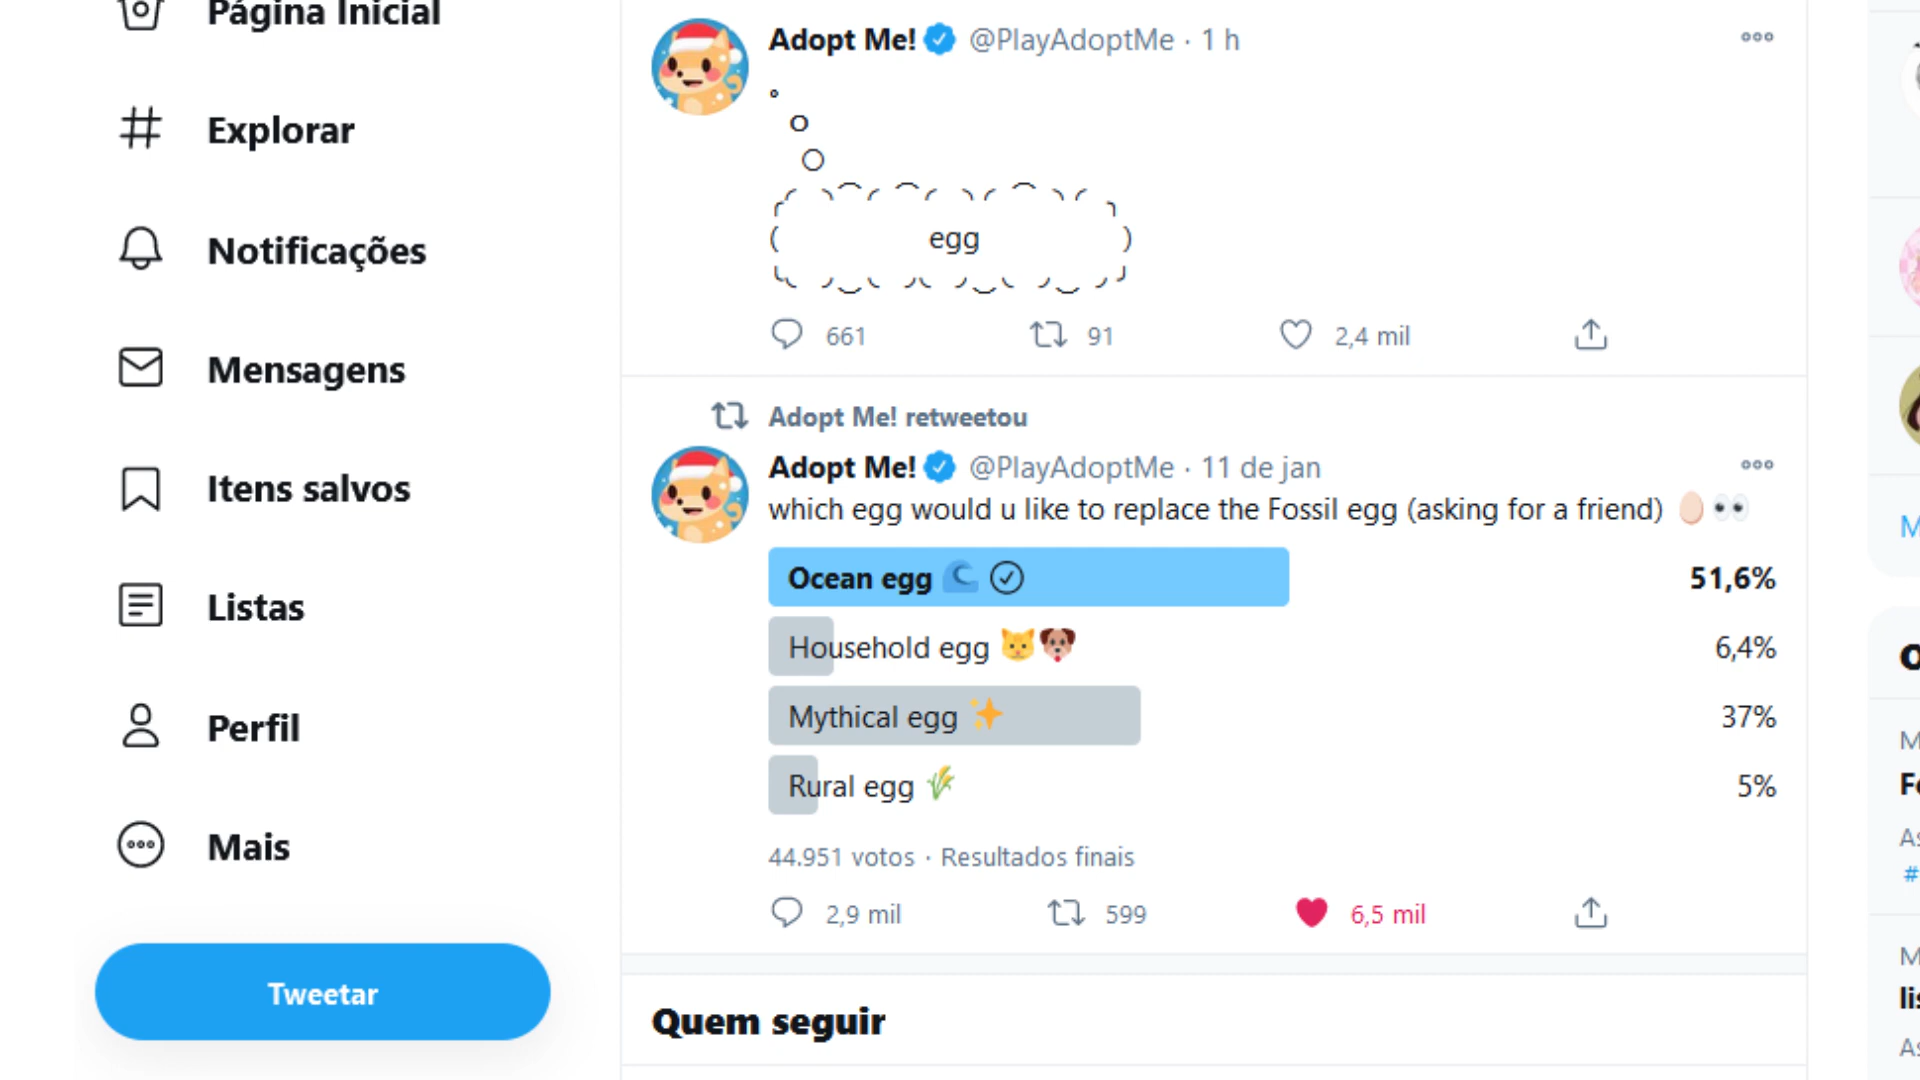 Página Inicial
Explorar
Notificações
Mensagens
Itens salvos
Listas
Perfil
Mais
Tweetar
Adopt Me! @PlayAdoptMe · 1 h
egg
661 91 2,4 mil
Adopt Me! retweetou
Adopt Me! @PlayAdoptMe · 11 de jan
which egg would u like to replace the Fossil egg (asking for a friend) 🥚👀
Ocean egg 🌊 51,6%
Household egg 🐱🐶 6,4%
Mythical egg ✨ 37%
Rural egg 🌾 5%
44.951 votos · Resultados finais
2,9 mil 599 6,5 mil
Quem seguir